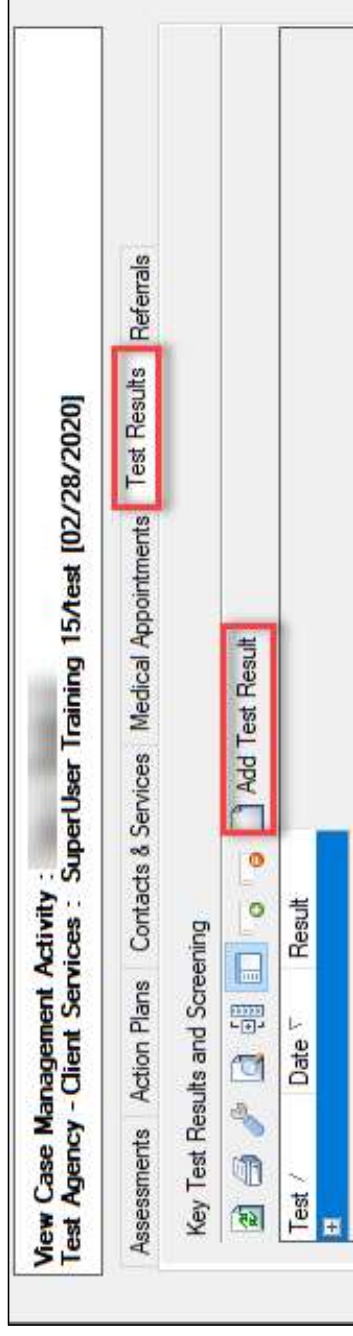 View Case Management Activity :
Test Agency - Client Services : SuperUser Training 15/test [02/28/2020]
Assessments Action Plans Contacts & Services Medical Appointments Test Results Referrals
Key Test Results and Screening
Add Test Result
Test Date Result